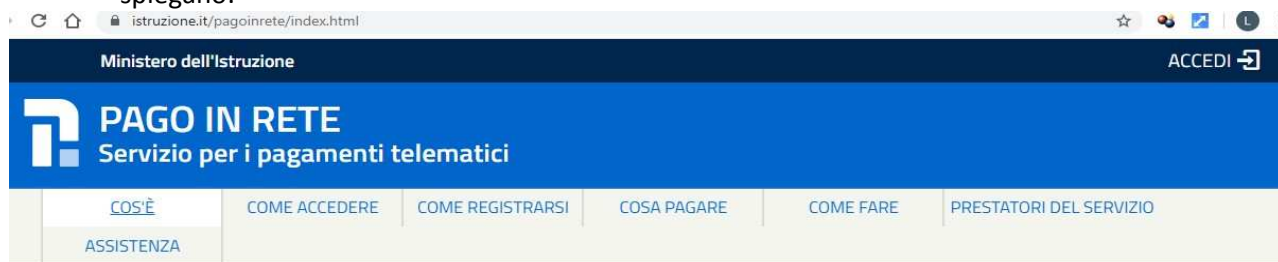 spiegano:
istruzione.it/pagoinrete/index.html L
Ministero dell'Istruzione ACCEDI
PAGO IN RETE
Servizio per i pagamenti telematici
COS'È COME ACCEDERE COME REGISTRARSI COSA PAGARE COME FARE PRESTATORI DEL SERVIZIO
ASSISTENZA